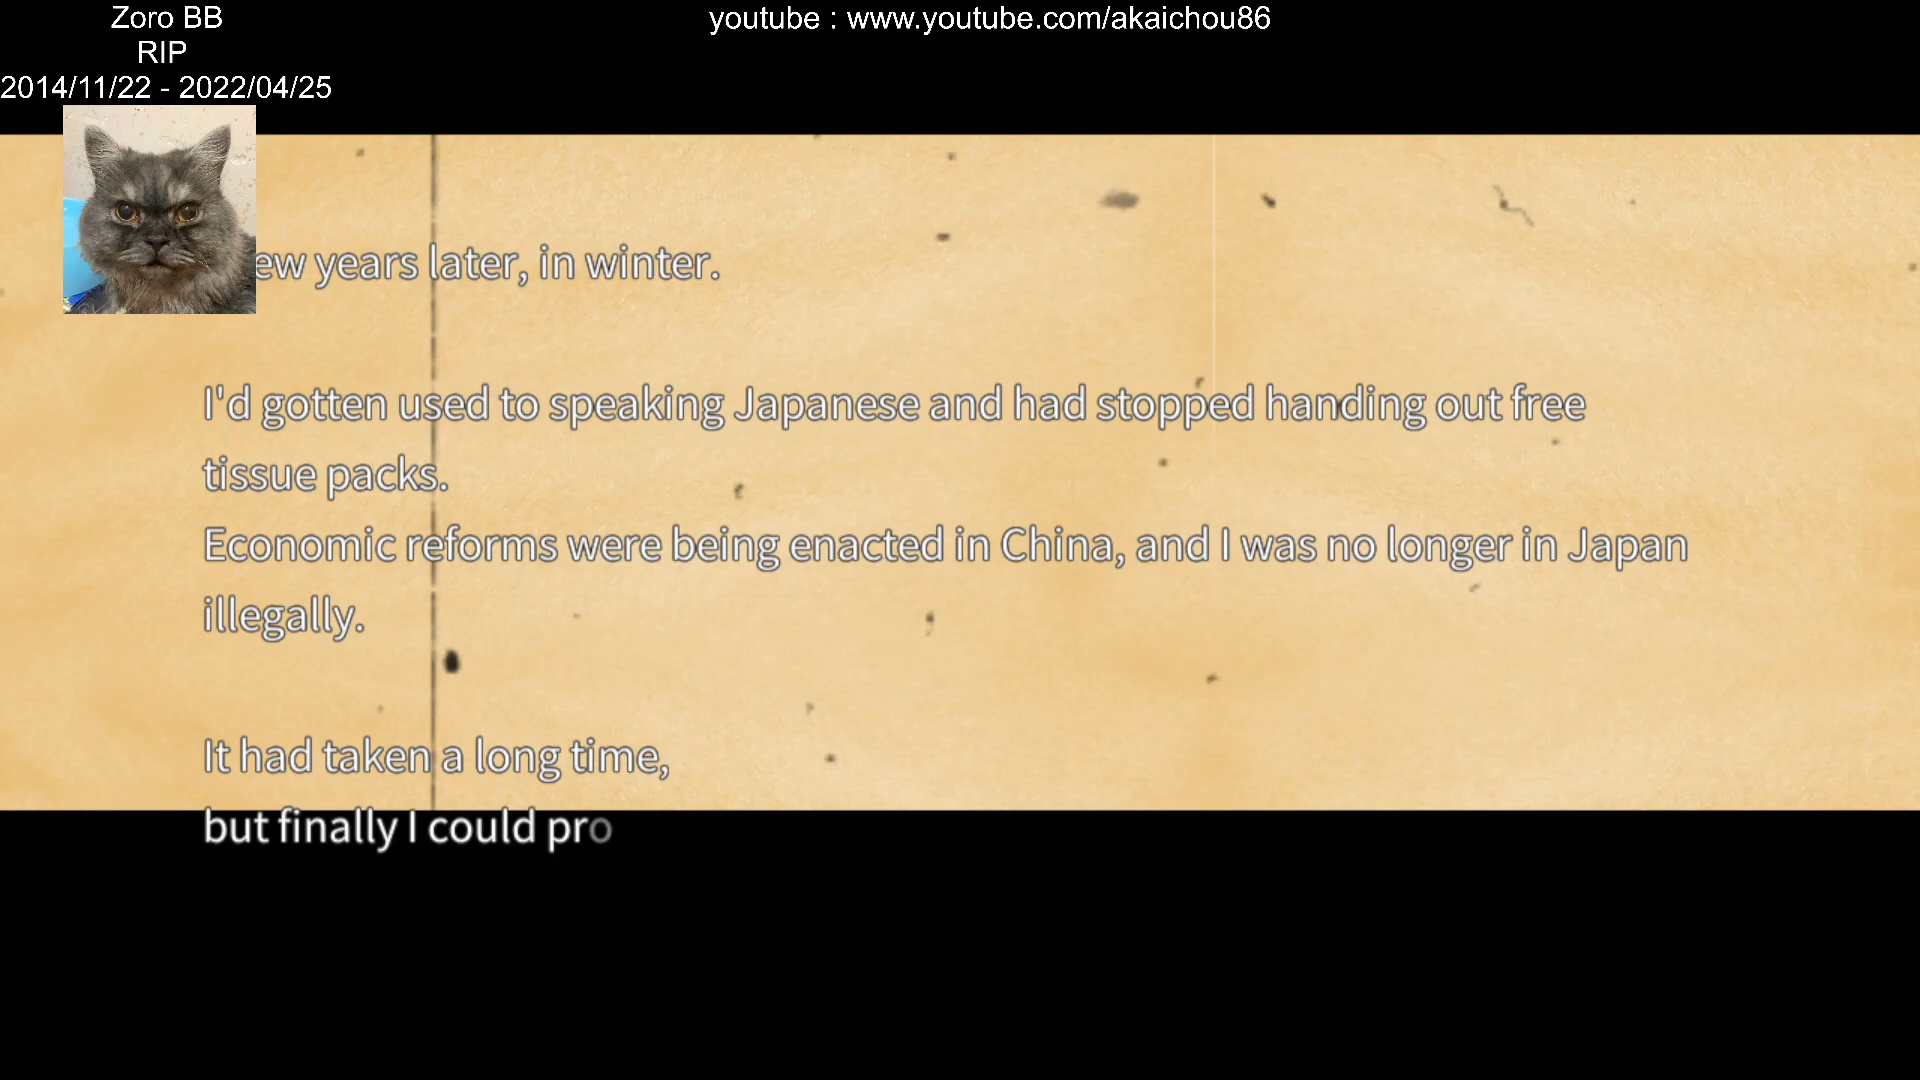 Zoro BB
RIP
2014/11/22 - 2022/04/25
youtube : www.youtube.com/akaichou86
years later, in winter.
I'd gotten used to speaking Japanese and had stopped handing out free
tissue packs.
Economic reforms were being enacted in China, and I was no longer in Japan
illegally.
It had taken a long time,
but finally I could pro